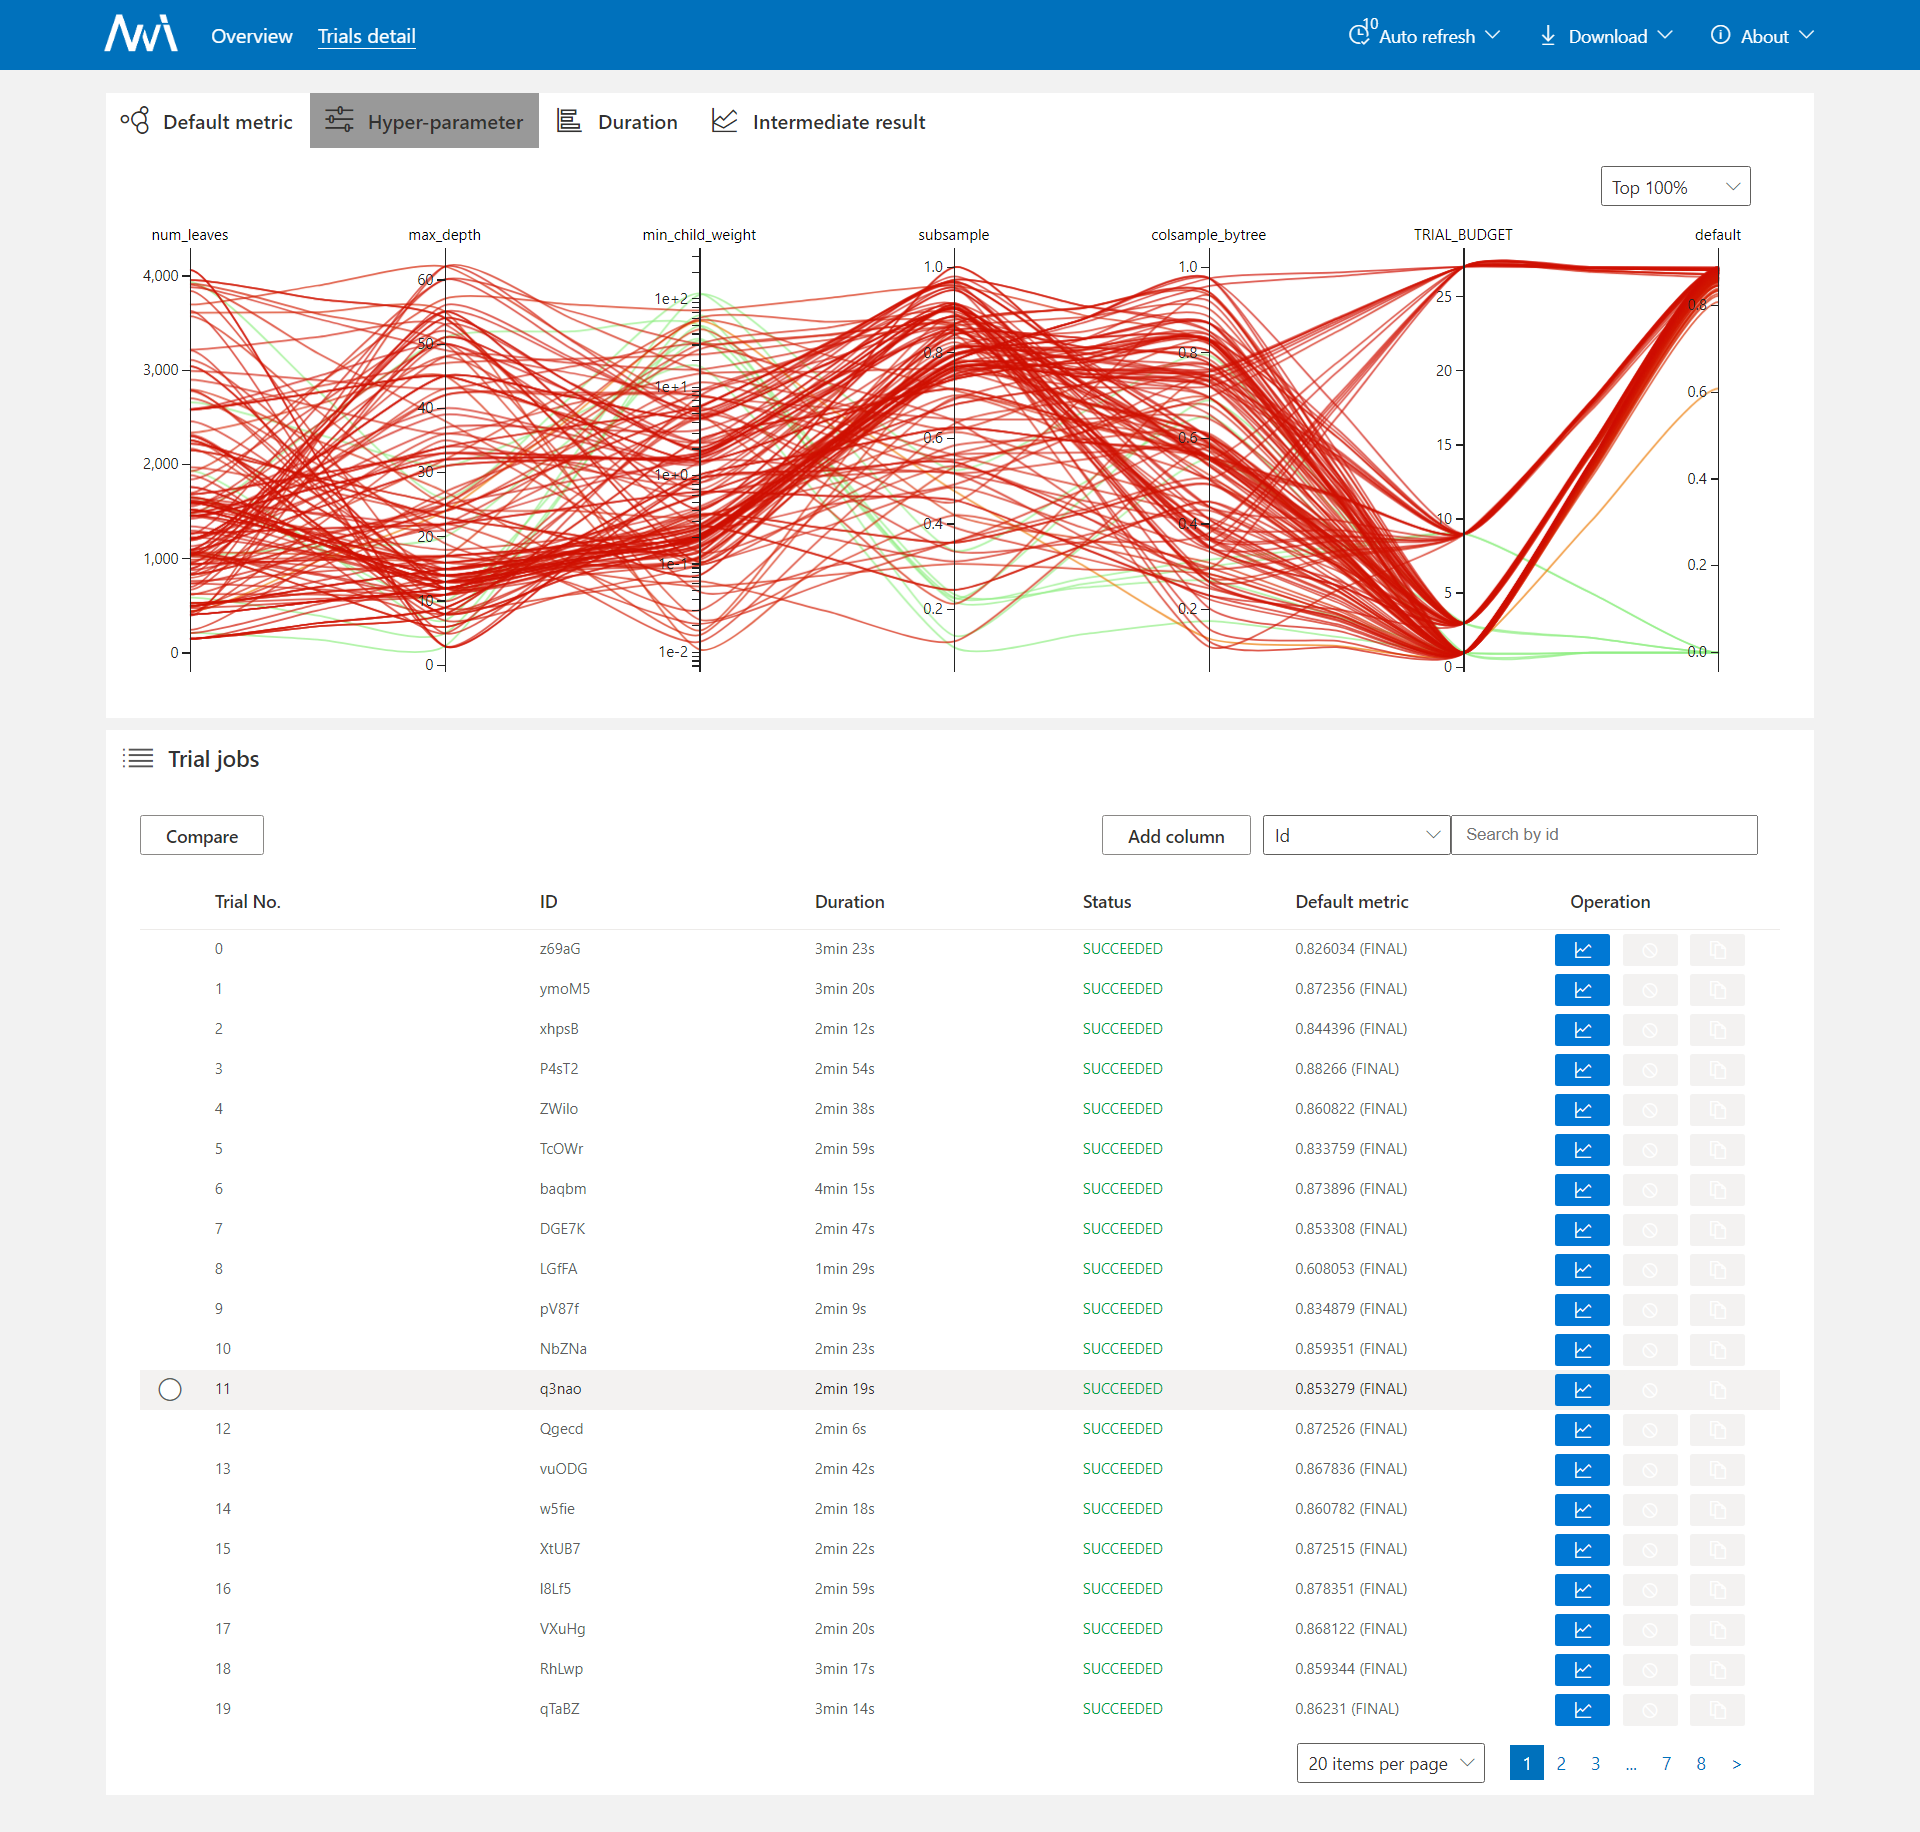 NNI Overview Trials detail 10 Auto refresh Download About
Default metric Hyper-parameter Duration Intermediate result
Top 100%
num_leaves max_depth min_child_weight subsample colsample_bytree TRIAL_BUDGET default
4,000
3,000
2,000
1,000
0
60
50
40
30
20
10
0
1e+2
1e+1
1e+0
1e-1
1e-2
1.0
0.8
0.6
0.4
0.2
1.0
0.8
0.6
0.4
0.2
25
20
15
10
5
0
0.8
0.6
0.4
0.2
0.0
Trial jobs
Compare Add column Id Search by id
Trial No. ID Duration Status Default metric Operation
0 z69aG 3min 23s SUCCEEDED 0.826034 (FINAL)
1 ymoM5 3min 20s SUCCEEDED 0.872356 (FINAL)
2 xhpsB 2min 12s SUCCEEDED 0.844396 (FINAL)
3 P4sT2 2min 54s SUCCEEDED 0.88266 (FINAL)
4 ZWilo 2min 38s SUCCEEDED 0.860822 (FINAL)
5 TcOWr 2min 59s SUCCEEDED 0.833759 (FINAL)
6 baqbm 4min 15s SUCCEEDED 0.873896 (FINAL)
7 DGE7K 2min 47s SUCCEEDED 0.853308 (FINAL)
8 LGfFA 1min 29s SUCCEEDED 0.608053 (FINAL)
9 pV87f 2min 9s SUCCEEDED 0.834879 (FINAL)
10 NbZNa 2min 23s SUCCEEDED 0.859351 (FINAL)
11 q3nao 2min 19s SUCCEEDED 0.853279 (FINAL)
12 Qgecd 2min 6s SUCCEEDED 0.872526 (FINAL)
13 vuODG 2min 42s SUCCEEDED 0.867836 (FINAL)
14 w5fie 2min 18s SUCCEEDED 0.860782 (FINAL)
15 XtUB7 2min 22s SUCCEEDED 0.872515 (FINAL)
16 I8Lf5 2min 59s SUCCEEDED 0.878351 (FINAL)
17 VXuHg 2min 20s SUCCEEDED 0.868122 (FINAL)
18 RhLwp 3min 17s SUCCEEDED 0.859344 (FINAL)
19 qTaBZ 3min 14s SUCCEEDED 0.86231 (FINAL)
20 items per page 1 2 3 ... 7 8 >